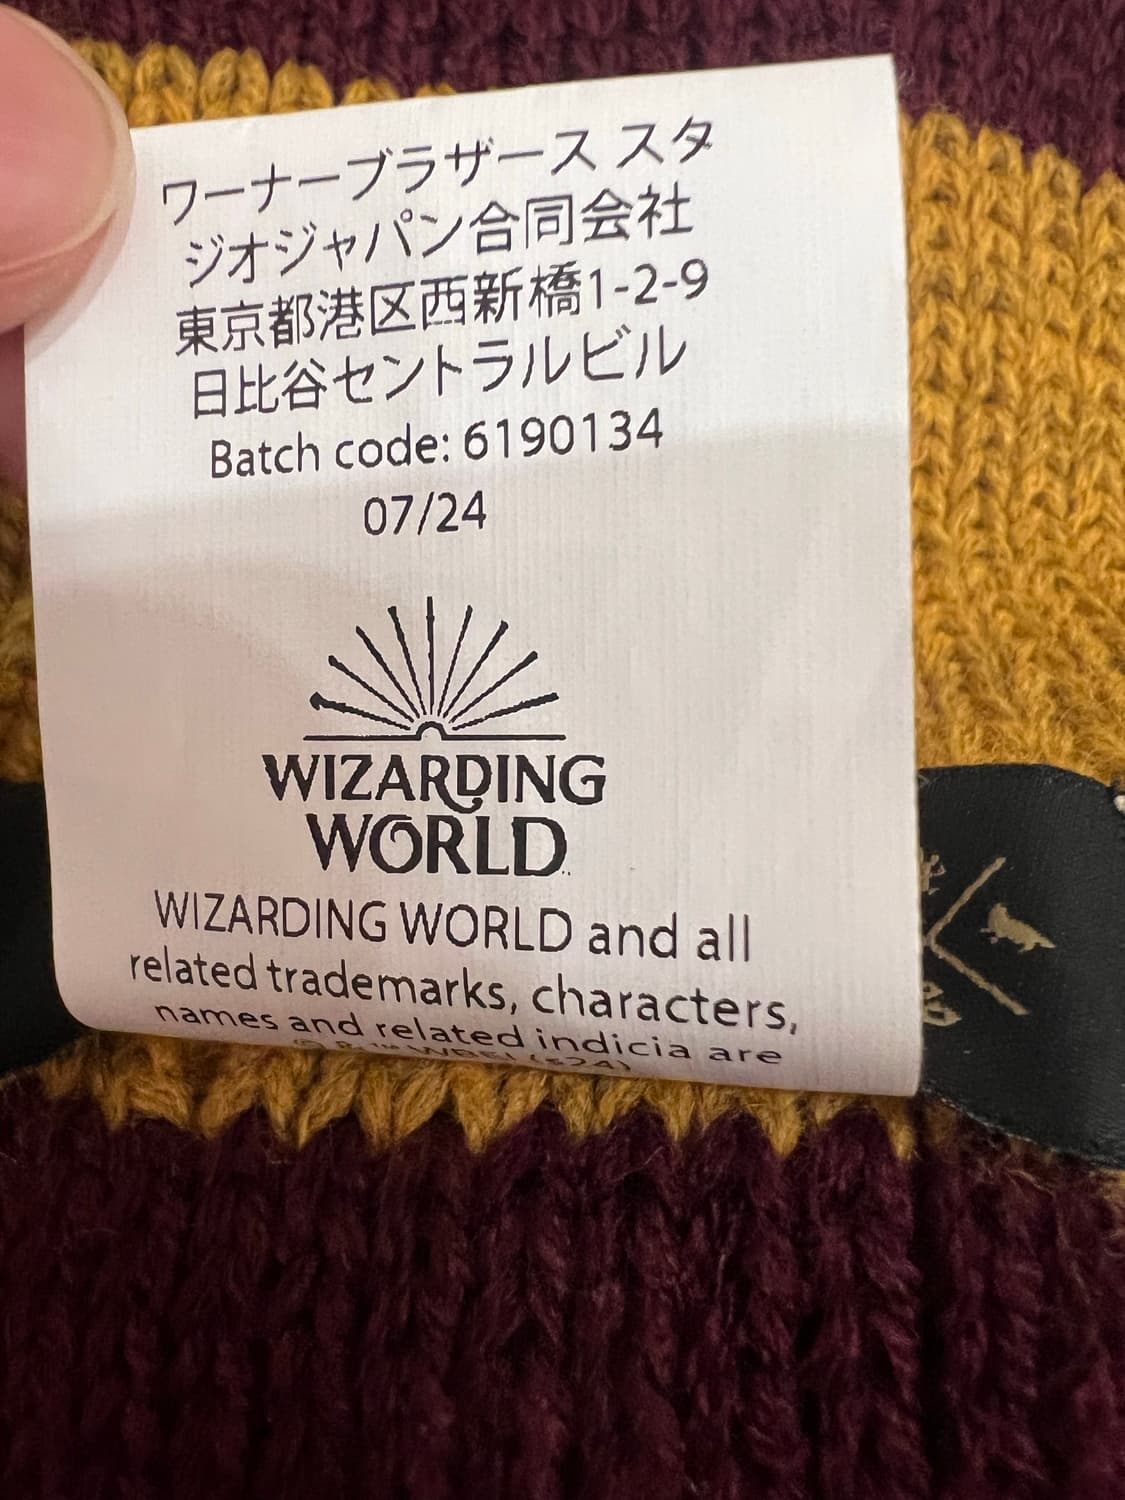 ワーナーブラザース スタ
ジオジャパン合同会社
東京都港区西新橋1-2-9
日比谷セントラルビル
Batch code: 6190134
07/24
WIZARDING
WORLD
WIZARDING WORLD and all
related trademarks, characters,
names and related indicia are
© & ™ WBEI (s24)